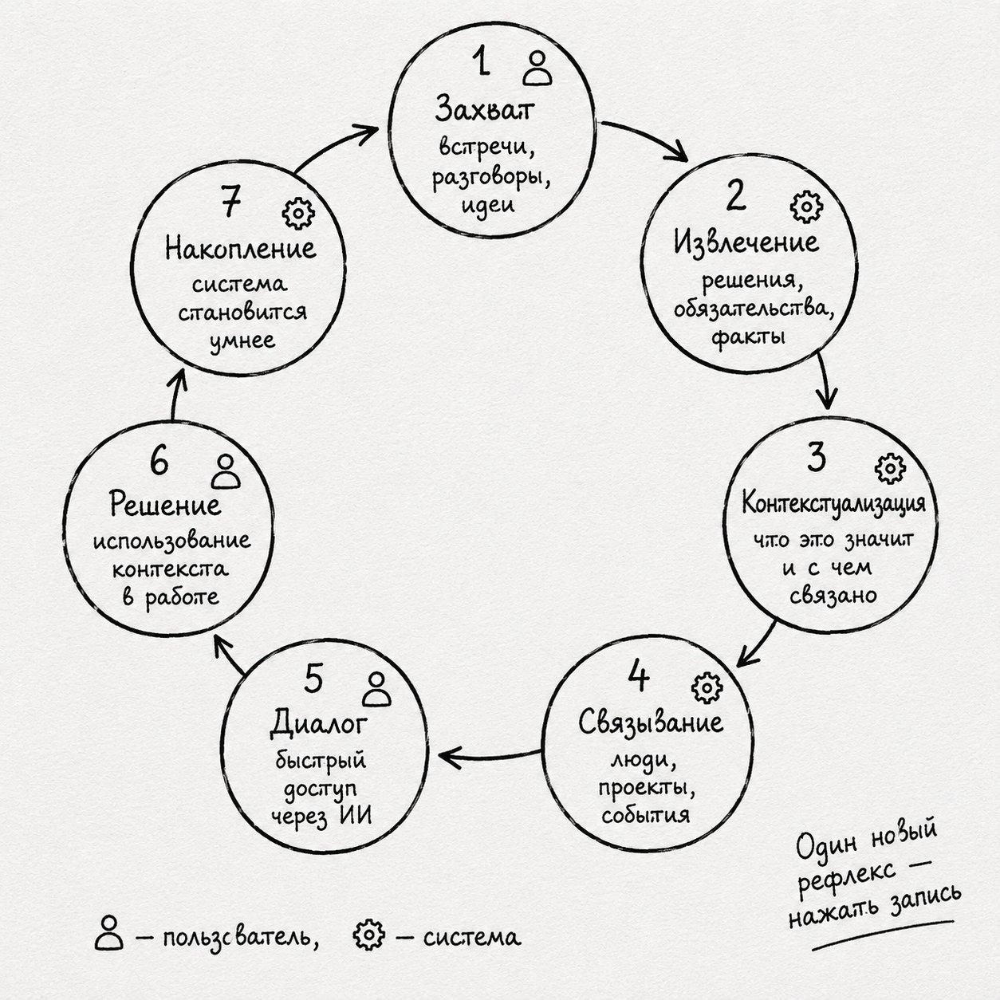 1
Захват
встречи,
разговоры,
идеи
2
Извлечение
решения,
обязательства,
факты
3
Контекстуализация
что это значит
и с чем
связано
4
Связывание
люди,
проекты,
события
5
Диалог
быстрый
доступ
через ИИ
6
Решение
использование
контекста
в работе
7
Накопление
система
становится
умнее
Один новый
рефлекс —
нажать запись
— пользователь, — система